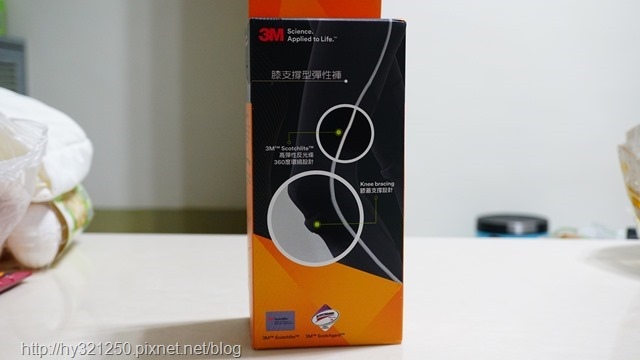 3M Science.
Applied to Life.™
膝支撐型彈性褲
3M™ Scotchlite™
高彈性反光條
360度環繞設計
Knee bracing
膝蓋支撐設計
3M™ Scotchlite™ 3M™ Scotchgard™
http://hy321250.pixnet.net/blog